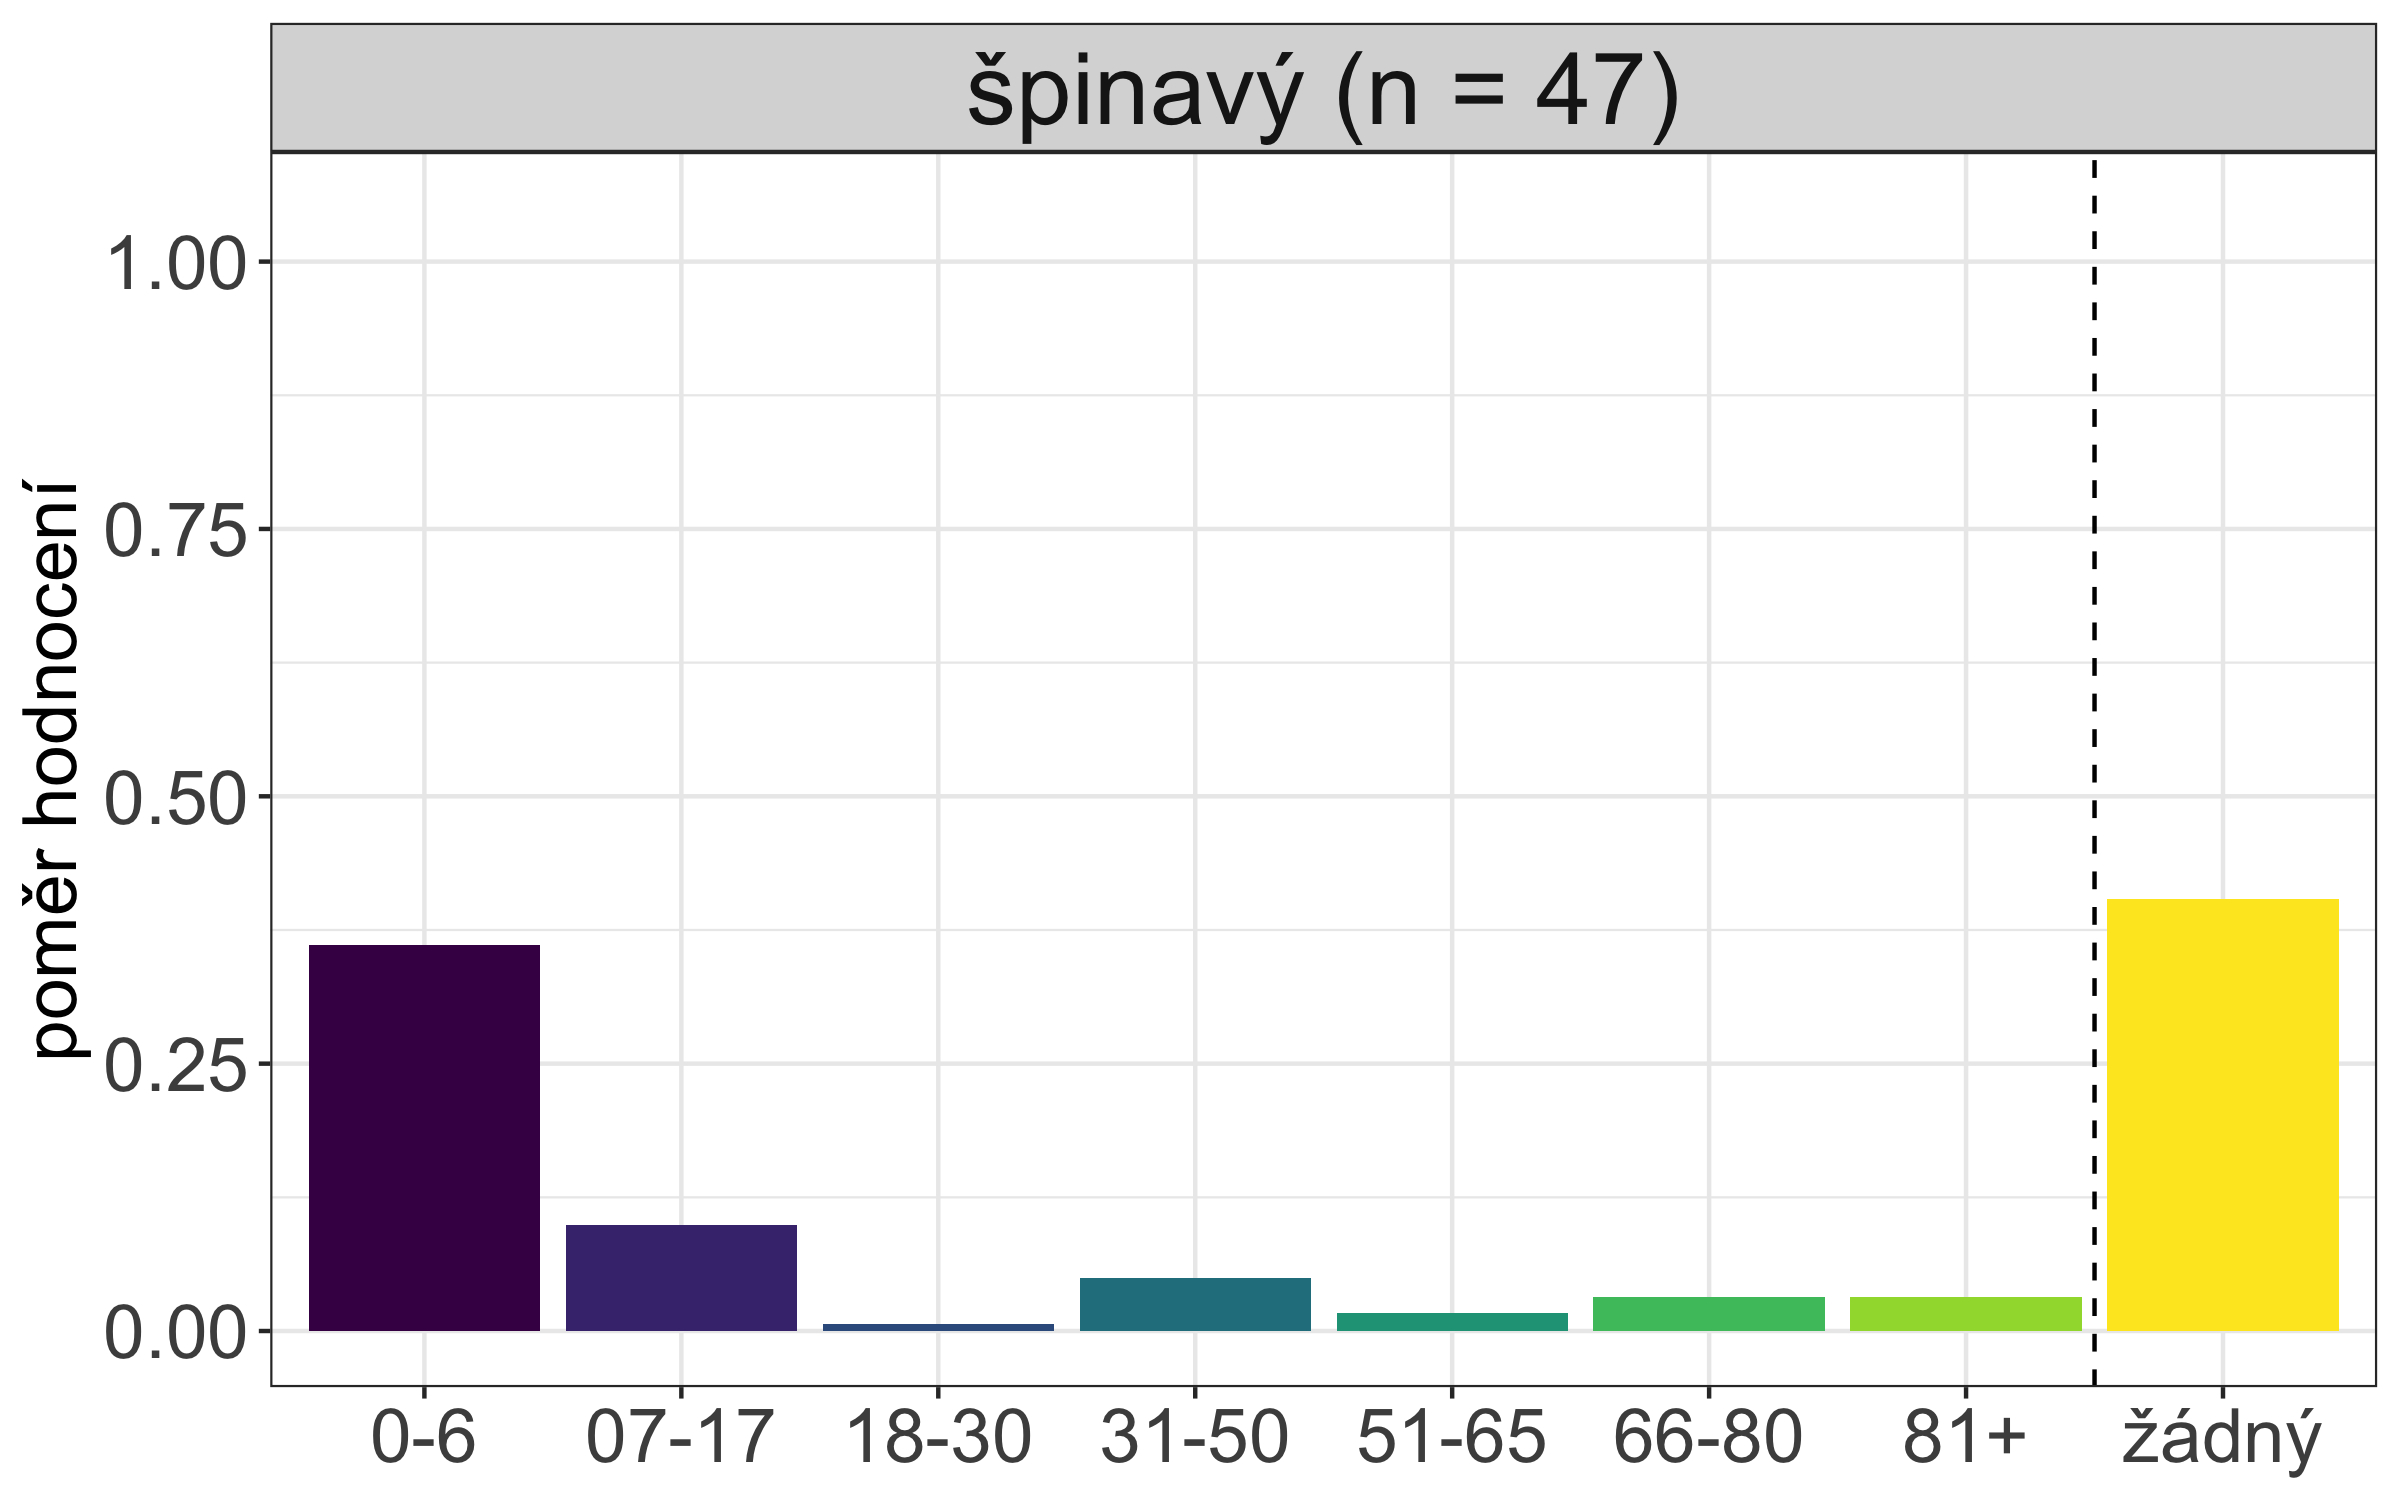 špinavý (n = 47)
poměr hodnocení
1.00
0.75
0.50
0.25
0.00
0-6 07-17 18-30 31-50 51-65 66-80 81+ žádný